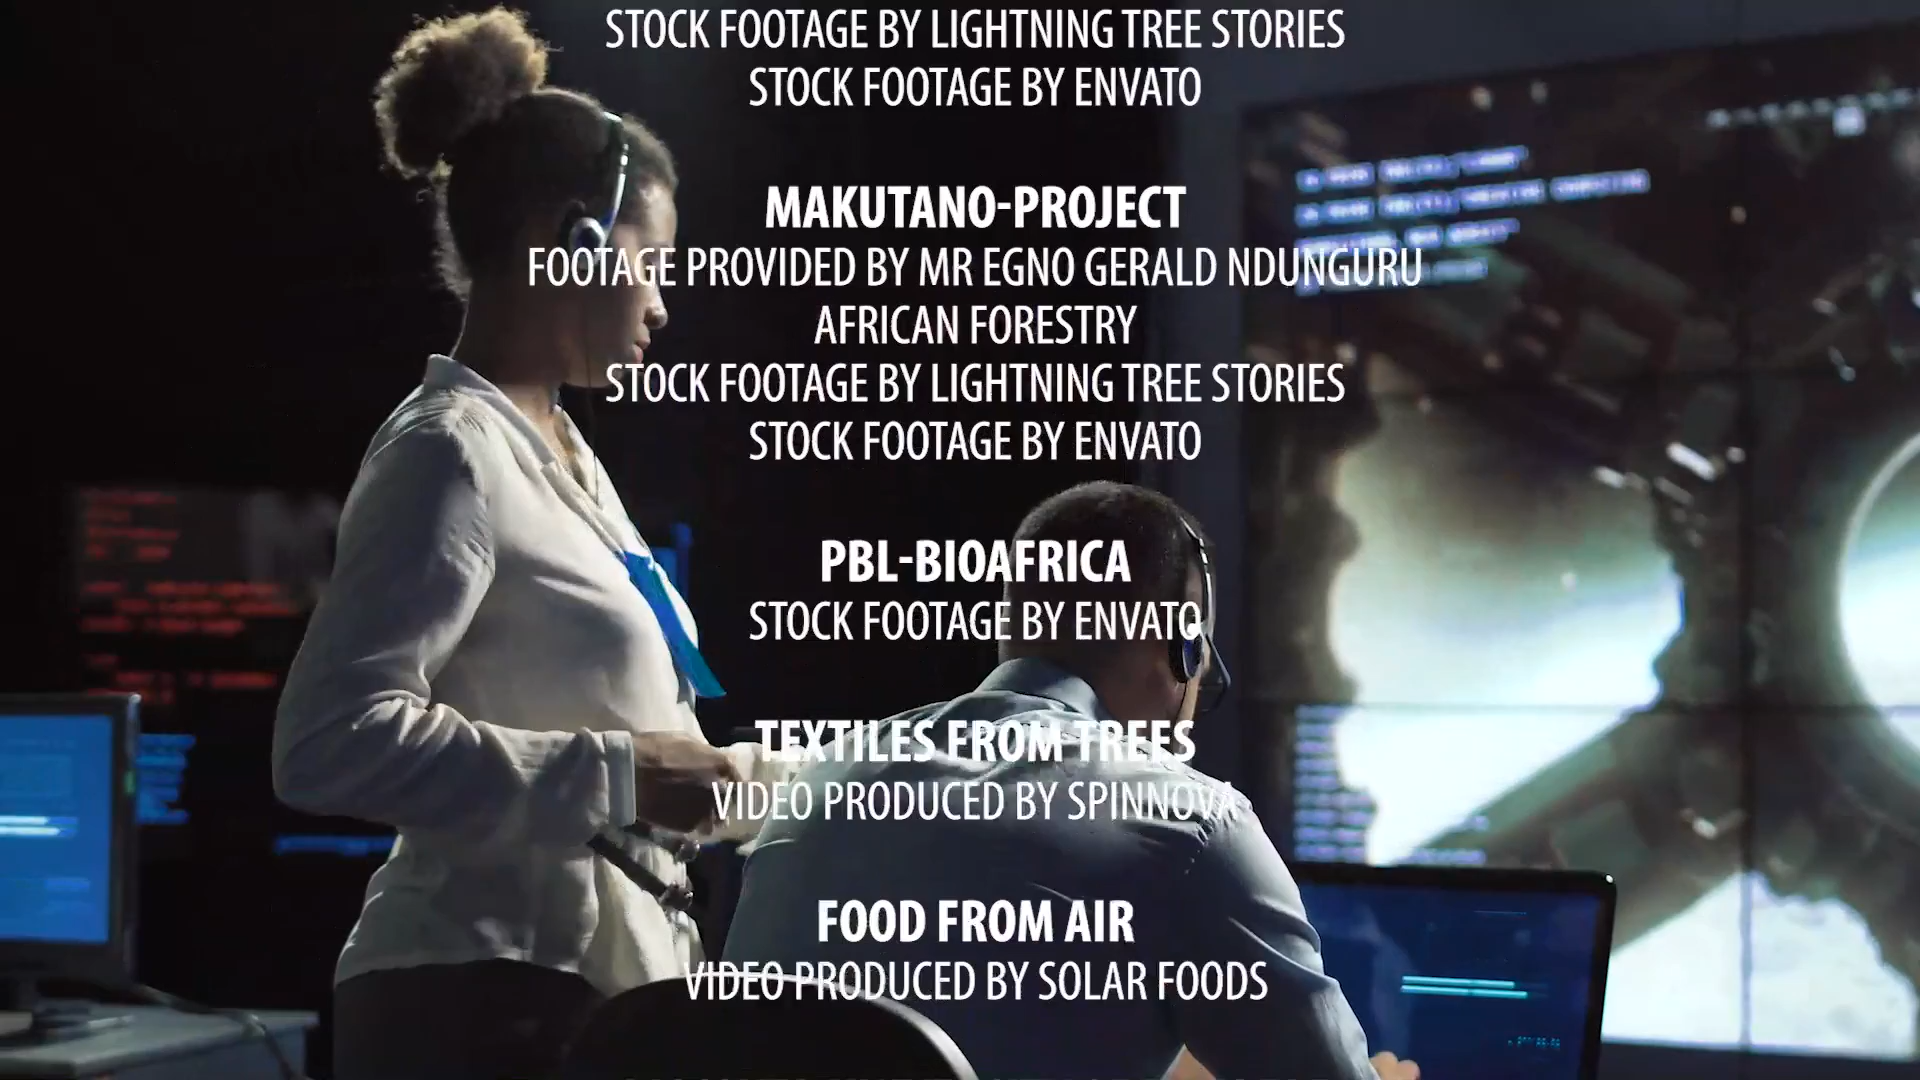 STOCK FOOTAGE BY LIGHTNING TREE STORIES
STOCK FOOTAGE BY ENVATO
MAKUTANO-PROJECT
FOOTAGE PROVIDED BY MR EGNO GERALD NDUNGURU
AFRICAN FORESTRY
STOCK FOOTAGE BY LIGHTNING TREE STORIES
STOCK FOOTAGE BY ENVATO
PBL-BIOAFRICA
STOCK FOOTAGE BY ENVATO
TEXTILES FROM TREES
VIDEO PRODUCED BY SPINNOVA
FOOD FROM AIR
VIDEO PRODUCED BY SOLAR FOODS